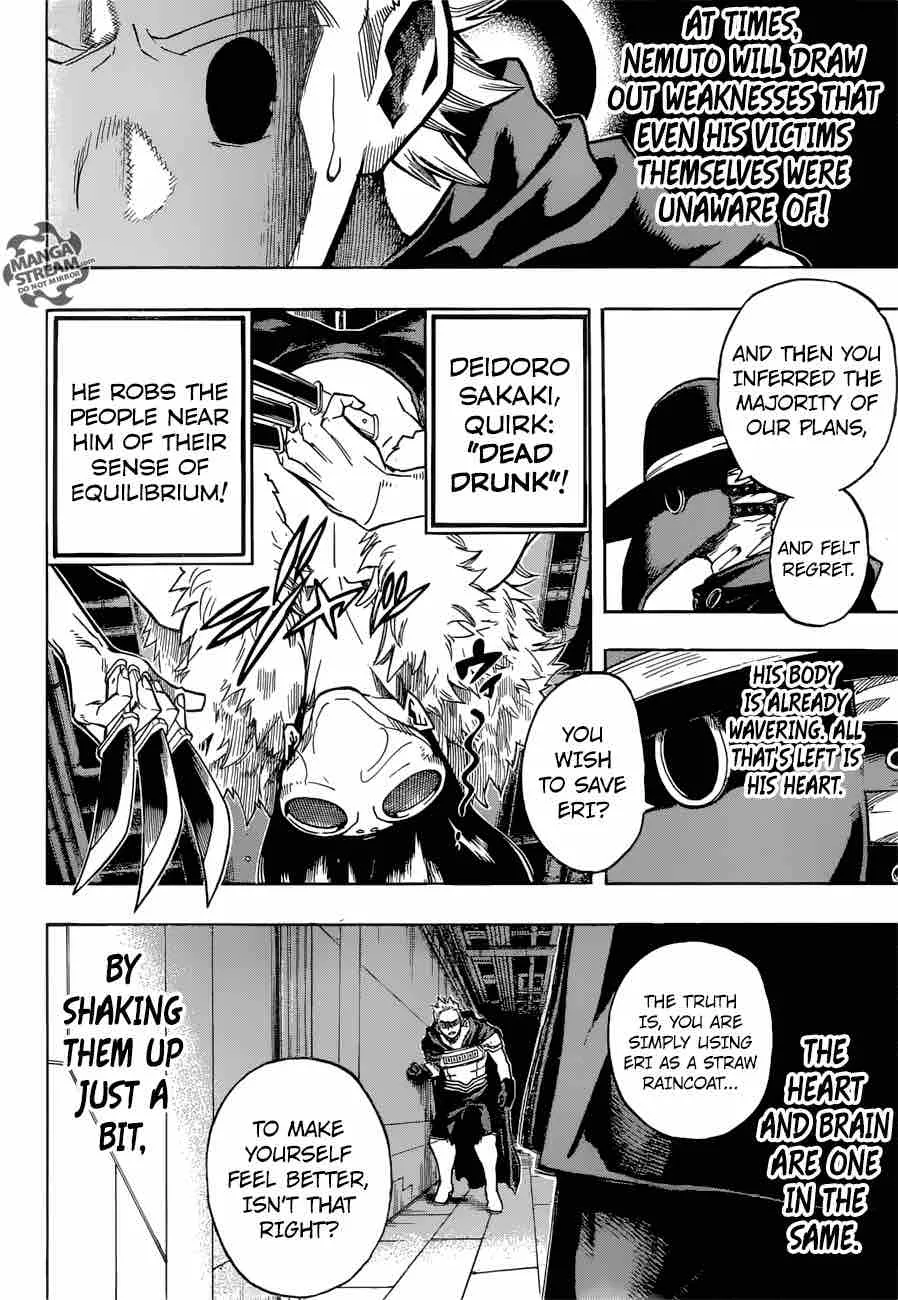 AT TIMES,
NEMUTO WILL DRAW
OUT WEAKNESSES THAT
EVEN HIS VICTIMS
THEMSELVES WERE
UNAWARE OF!
MANGA
STREAM.com
DO NOT MIRROR
AND THEN YOU
INFERRED THE
MAJORITY OF
OUR PLANS,
AND FELT
REGRET.
DEIDORO
SAKAKI,
QUIRK:
"DEAD
DRUNK"!
HE ROBS THE
PEOPLE NEAR
HIM OF THEIR
SENSE OF
EQUILIBRIUM!
HIS BODY
IS ALREADY
WAVERING. ALL
THAT'S LEFT IS
HIS HEART.
YOU
WISH
TO SAVE
ERI?
THE
HEART
AND BRAIN
ARE ONE
IN THE
SAME.
THE TRUTH
IS, YOU ARE
SIMPLY USING
ERI AS A STRAW
RAINCOAT...
TO MAKE
YOURSELF
FEEL BETTER,
ISN'T THAT
RIGHT?
BY
SHAKING
THEM UP
JUST A
BIT,